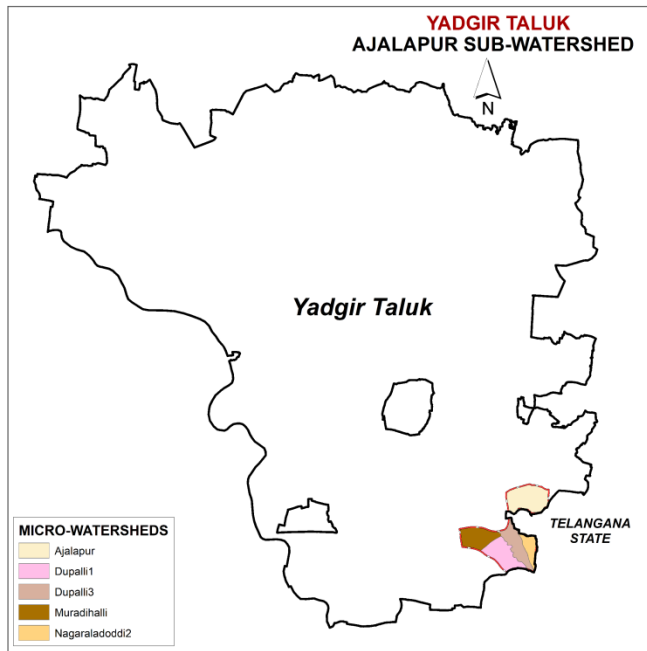 YADGIR TALUK
AJALAPUR SUB-WATERSHED
N
Yadgir Taluk
TELANGANA
STATE
MICRO-WATERSHEDS
Ajalapur
Dupalli1
Dupalli3
Muradihalli
Nagaraladoddi2